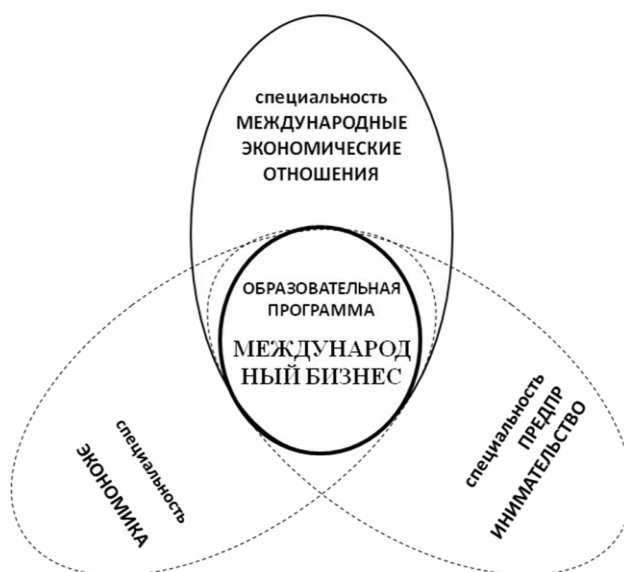 специальность
МЕЖДУНАРОДНЫЕ
ЭКОНОМИЧЕСКИЕ
ОТНОШЕНИЯ
ОБРАЗОВАТЕЛЬНАЯ
ПРОГРАММА
МЕЖДУНАРОД
НЫЙ БИЗНЕС
специальность
ЭКОНОМИКА
специальность
ПРЕДПР
ИНИМАТЕЛЬСТВО